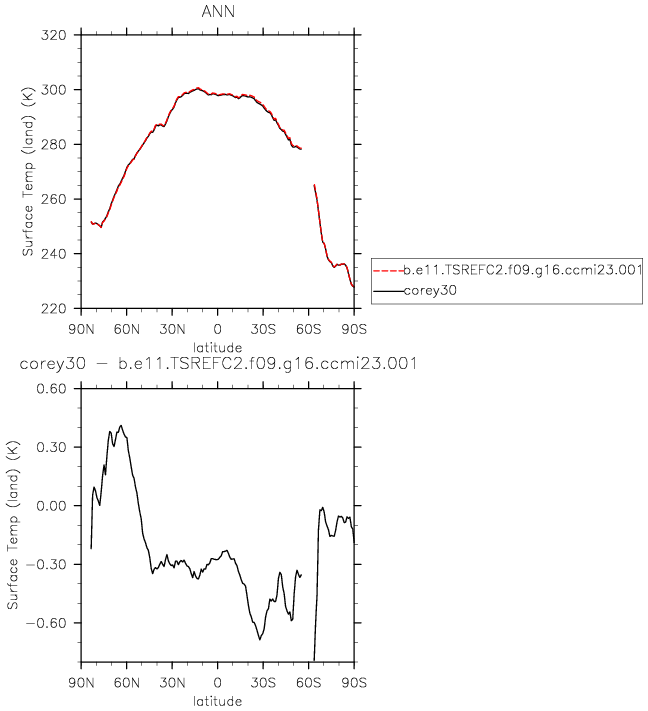 ANN
320
300
280
260
240
220
Surface Temp (land) (K)
90N 60N 30N 0 30S 60S 90S
latitude
b.e11.TSREFC2.f09.g16.ccmi23.001
corey30
corey30 − b.e11.TSREFC2.f09.g16.ccmi23.001
0.60
0.30
0.00
−0.30
−0.60
Surface Temp (land) (K)
90N 60N 30N 0 30S 60S 90S
latitude